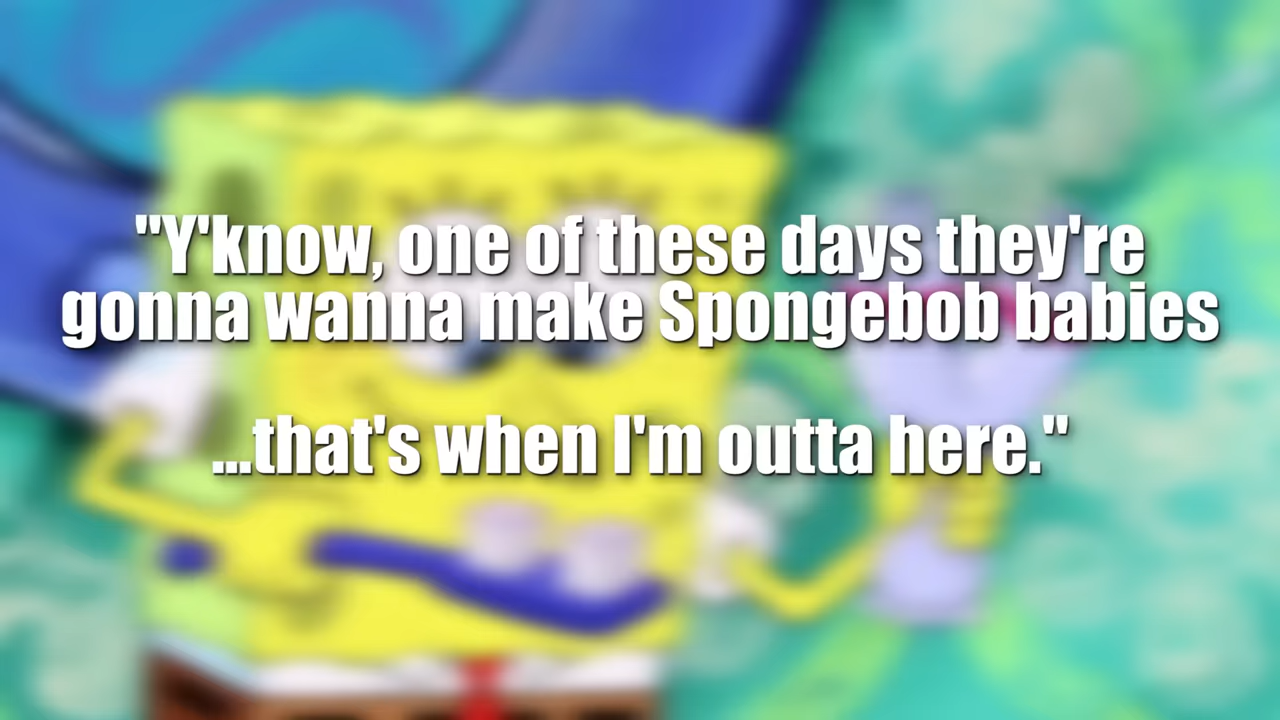 "Y'know, one of these days they're
gonna wanna make Spongebob babies
...that's when I'm outta here."